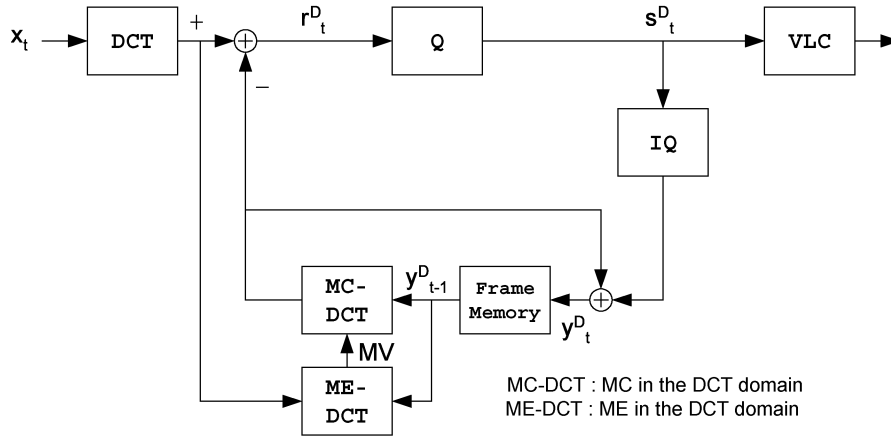 x_t
DCT
+
−
r^D_t
Q
s^D_t
VLC
IQ
MC-
DCT
y^D_{t-1}
Frame
Memory
y^D_t
MV
ME-
DCT
MC-DCT : MC in the DCT domain
ME-DCT : ME in the DCT domain